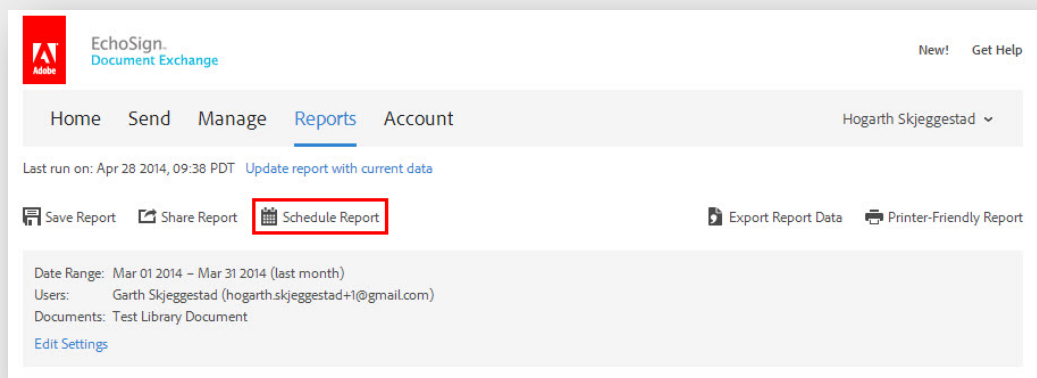 Adobe
EchoSign™
Document Exchange
New! Get Help
Home Send Manage Reports Account
Hogarth Skjeggestad
Last run on: Apr 28 2014, 09:38 PDT Update report with current data
Save Report Share Report Schedule Report
Export Report Data Printer-Friendly Report
Date Range: Mar 01 2014 – Mar 31 2014 (last month)
Users: Garth Skjeggestad (hogarth.skjeggestad+1@gmail.com)
Documents: Test Library Document
Edit Settings